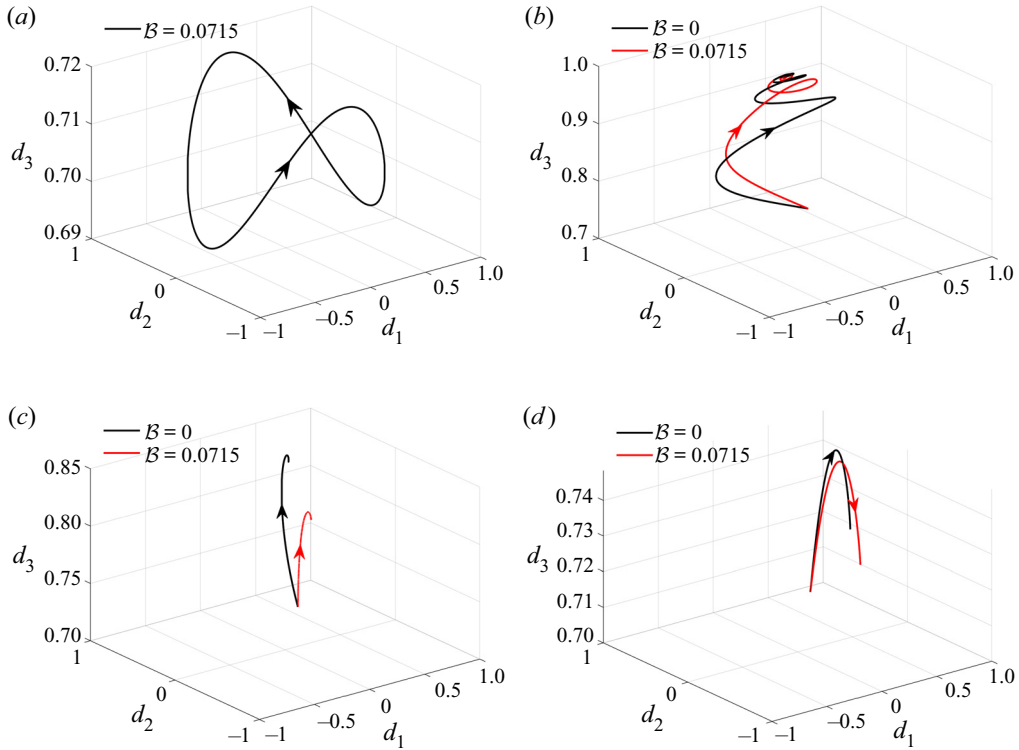 (a)
ℬ = 0.0715
0.72
0.71
d3
0.70
0.69
1
0
d2
–1
–1
–0.5
0
d1
0.5
1.0
(b)
ℬ = 0
ℬ = 0.0715
1.0
0.9
d3
0.8
0.7
1
0
d2
–1
–1
–0.5
0
d1
0.5
1.0
(c)
ℬ = 0
ℬ = 0.0715
0.85
0.80
d3
0.75
0.70
1
0
d2
–1
–1
–0.5
0
d1
0.5
1.0
(d)
ℬ = 0
ℬ = 0.0715
0.74
0.73
d3
0.72
0.71
0.70
1
0
d2
–1
–1
–0.5
0
d1
0.5
1.0